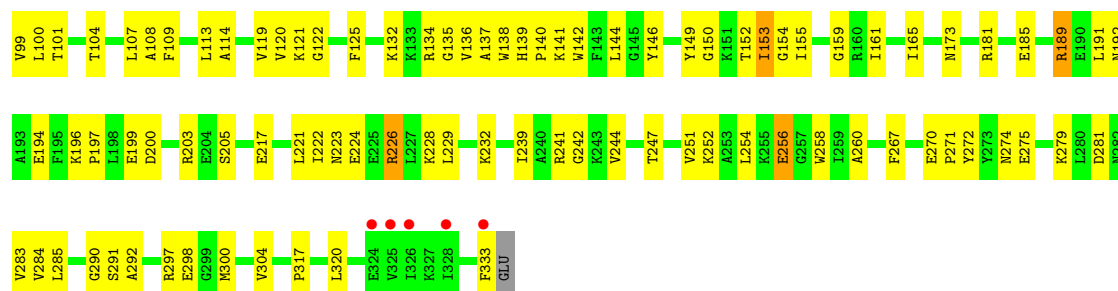 V99 L100 T101 T104 L107 A108 F109 L113 A114 V119 V120 K121 G122 F125 K132 K133 R134 G135 V136 A137 W138 H139 P140 K141 W142 F143 L144 G145 Y146 Y149 G150 K151 T152 I153 G154 I155 G159 R160 I161 I165 N173 R181 E185 R189 E190 L191
A193 E194 F195 K196 P197 L198 E199 D200 R203 E204 S205 E217 L221 I222 N223 E224 E225 R226 L227 K228 L229 K232 I239 A240 R241 G242 K243 V244 T247 V251 K252 A253 L254 K255 E256 G257 W258 I259 A260 F267 E270 P271 Y272 Y273 N274 E275 K279 L280 D281
V283 V284 L285 G290 S291 A292 R297 E298 G299 M300 V304 P317 L320 E324 V325 I326 K327 I328 F333 GLU